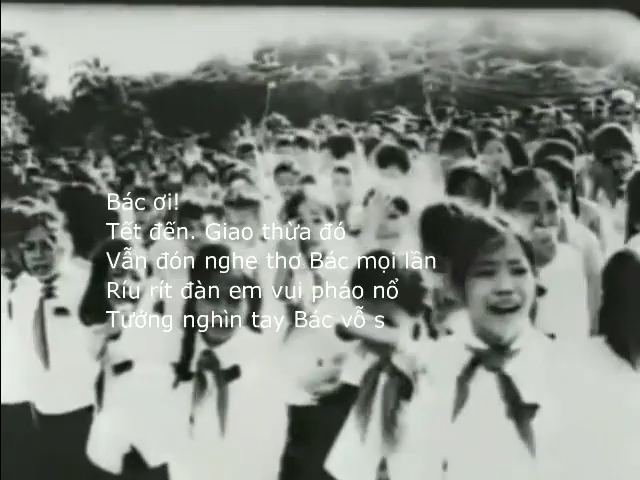 Bác ơi!
Tết đến. Giao thừa đó
Vẫn đón nghe thơ Bác mọi lần
Ríu rít đàn em vui pháo nổ
Tướng nghìn tay Bác vỗ s